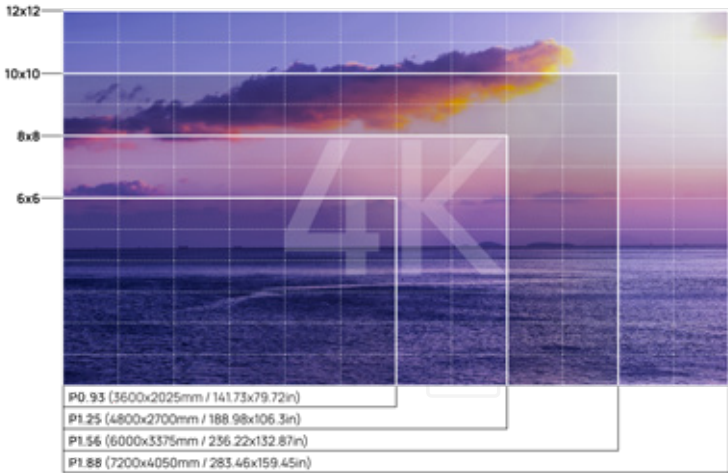 12x12
10x10
8x8
6x6
4K
P0.93 (3600x2025mm / 141.73x79.72in)
P1.25 (4800x2700mm / 188.98x106.3in)
P1.56 (6000x3375mm / 236.22x132.87in)
P1.88 (7200x4050mm / 283.46x159.45in)